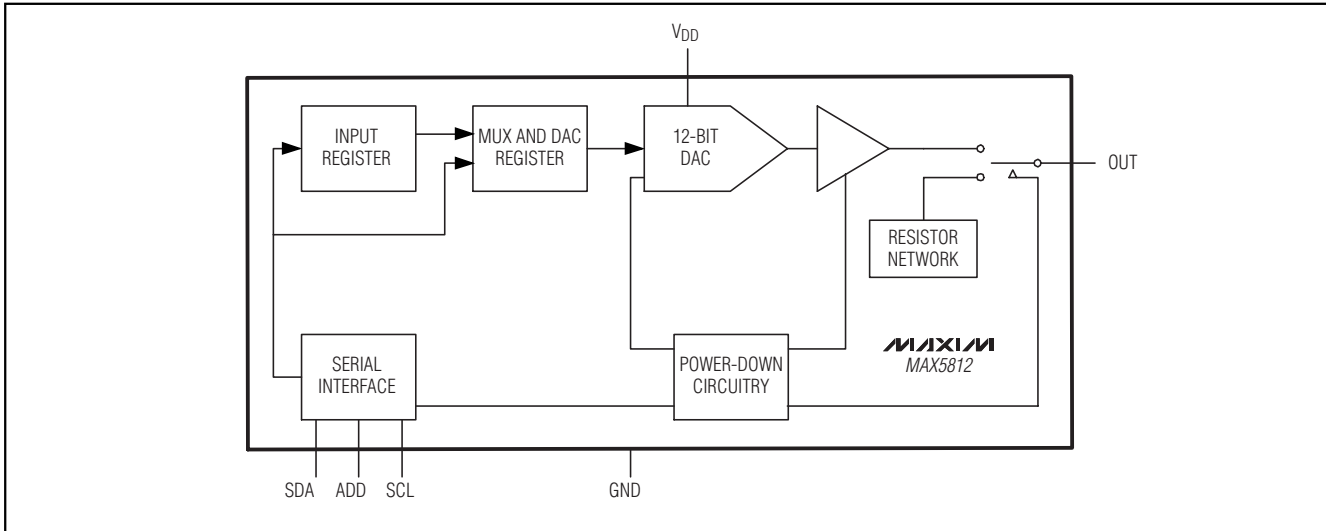 VDD
INPUT
REGISTER
MUX AND DAC
REGISTER
12-BIT
DAC
OUT
RESISTOR
NETWORK
SERIAL
INTERFACE
POWER-DOWN
CIRCUITRY
MAXIM
MAX5812
SDA ADD SCL GND